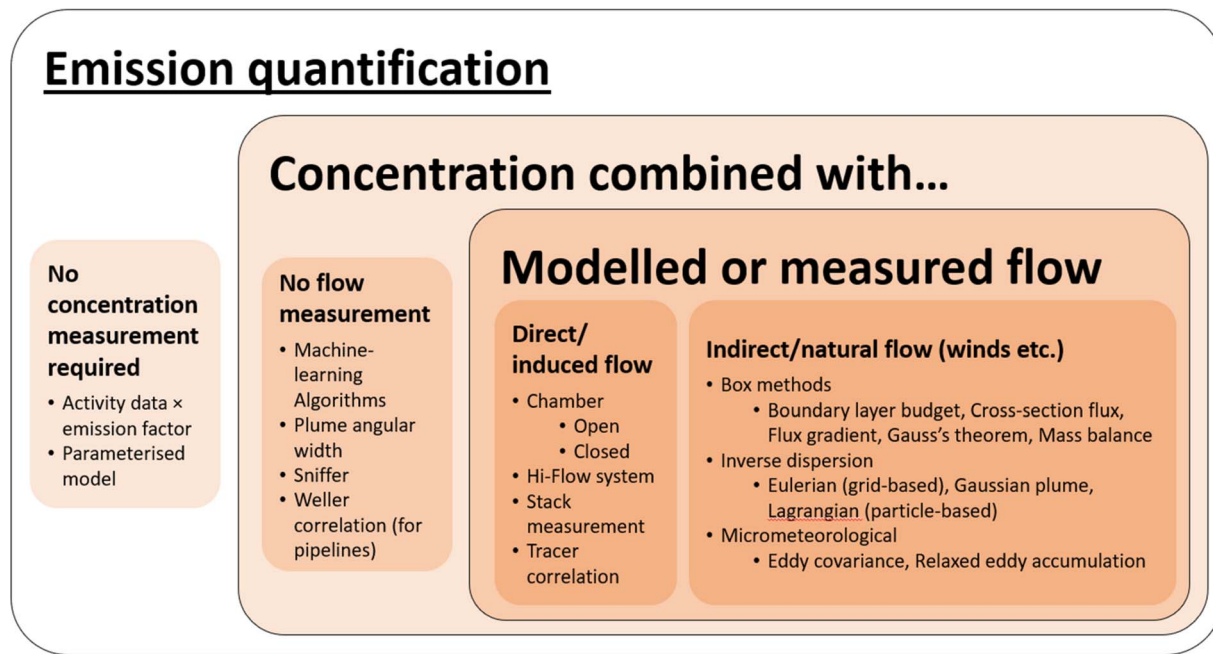 Emission quantification
Concentration combined with...
No
concentration
measurement
required
• Activity data ×
emission factor
• Parameterised
model
No flow
measurement
• Machine-
learning
Algorithms
• Plume angular
width
• Sniffer
• Weller
correlation (for
pipelines)
Modelled or measured flow
Direct/
induced flow
• Chamber
• Open
• Closed
• Hi-Flow system
• Stack
measurement
• Tracer
correlation
Indirect/natural flow (winds etc.)
• Box methods
• Boundary layer budget, Cross-section flux,
Flux gradient, Gauss’s theorem, Mass balance
• Inverse dispersion
• Eulerian (grid-based), Gaussian plume,
Lagrangian (particle-based)
• Micrometeorological
• Eddy covariance, Relaxed eddy accumulation